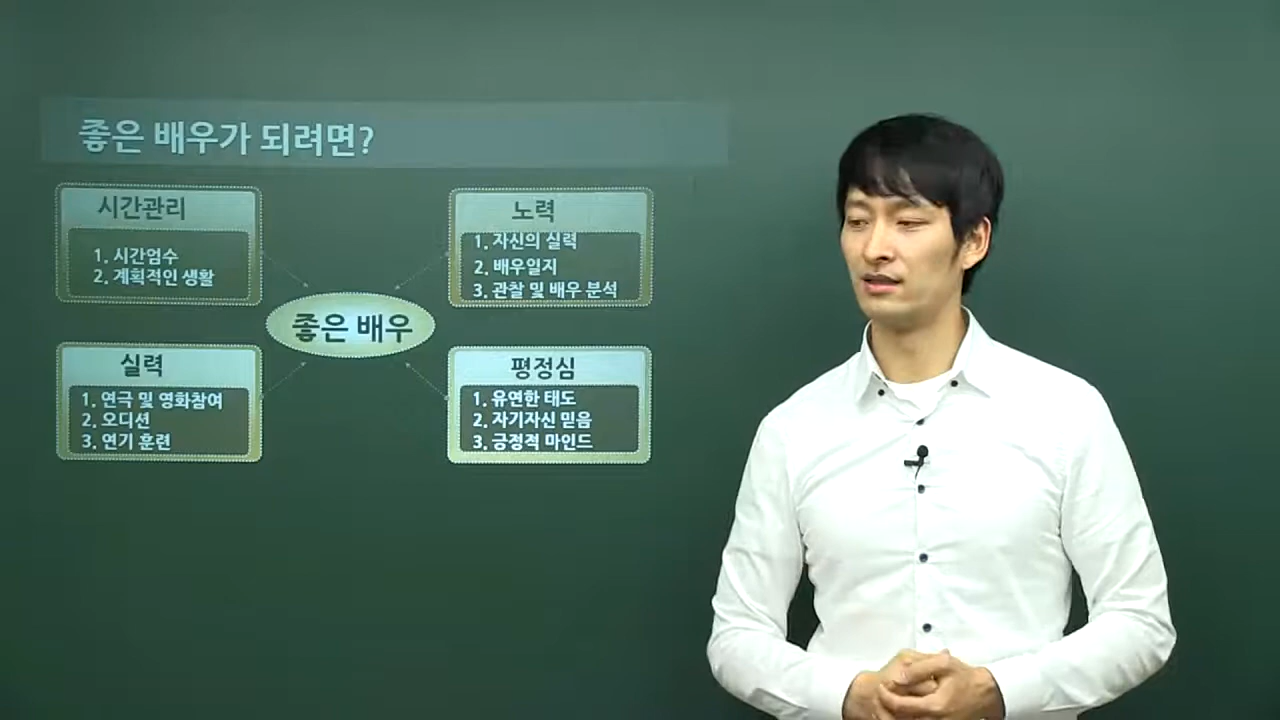 좋은 배우가 되려면?
시간관리
1. 시간엄수
2. 계획적인 생활
노력
1. 자신의 실력
2. 배우일지
3. 관찰 및 배우 분석
좋은 배우
실력
1. 연극 및 영화참여
2. 오디션
3. 연기 훈련
평정심
1. 유연한 태도
2. 자기자신 믿음
3. 긍정적 마인드